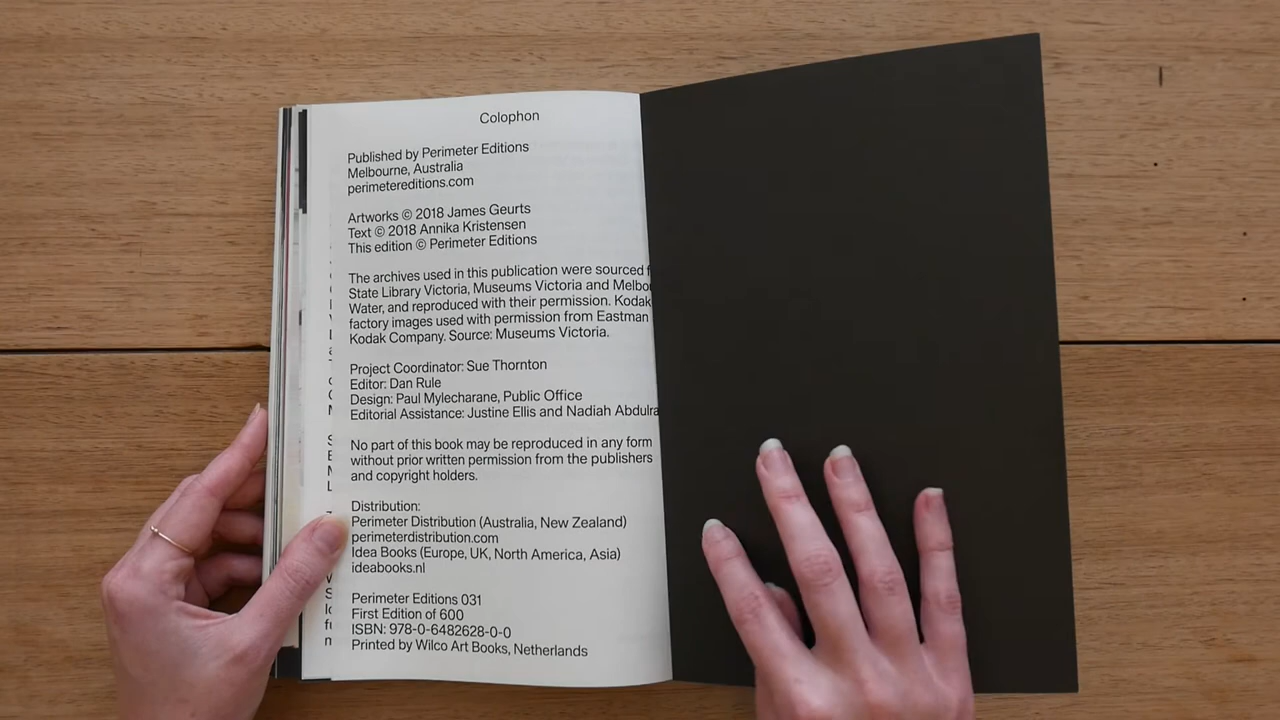 Colophon
Published by Perimeter Editions
Melbourne, Australia
perimetereditions.com
Artworks © 2018 James Geurts
Text © 2018 Annika Kristensen
This edition © Perimeter Editions
The archives used in this publication were sourced
State Library Victoria, Museums Victoria and
Water, and reproduced with their permission. Kodak
factory images used with permission from Eastman
Kodak Company. Source: Museums Victoria.
Project Coordinator: Sue Thornton
Editor: Dan Rule
Design: Paul Mylecharane, Public Office
Editorial Assistance: Justine Ellis and Nadiah
No part of this book may be reproduced in any form
without prior written permission from the publishers
and copyright holders.
Distribution:
Perimeter Distribution (Australia, New Zealand)
perimeterdistribution.com
Idea Books (Europe, UK, North America, Asia)
ideabooks.nl
Perimeter Editions 031
First Edition of 600
ISBN: 978-0-6482628-0-0
Printed by Wilco Art Books, Netherlands